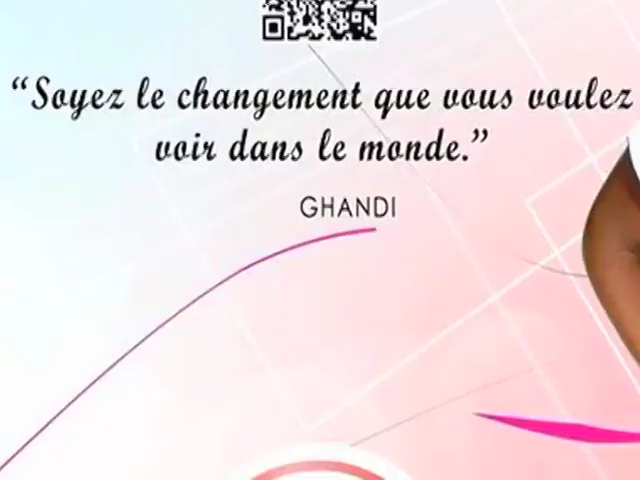 “Soyez le changement que vous voulez
voir dans le monde.”
GHANDI